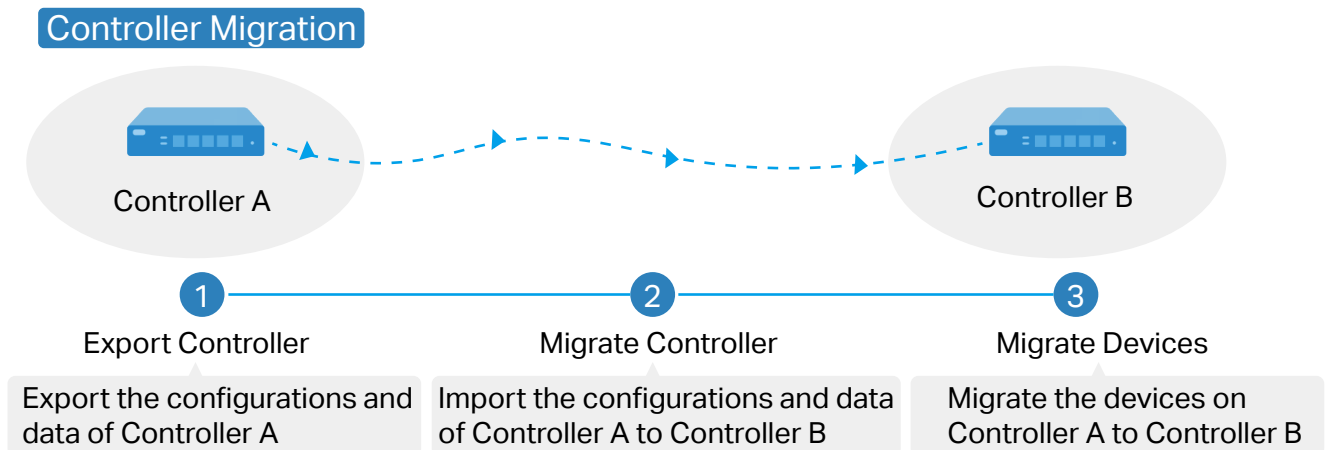 Controller Migration
Controller A
Controller B
1
2
3
Export Controller
Migrate Controller
Migrate Devices
Export the configurations and
data of Controller A
Import the configurations and data
of Controller A to Controller B
Migrate the devices on
Controller A to Controller B